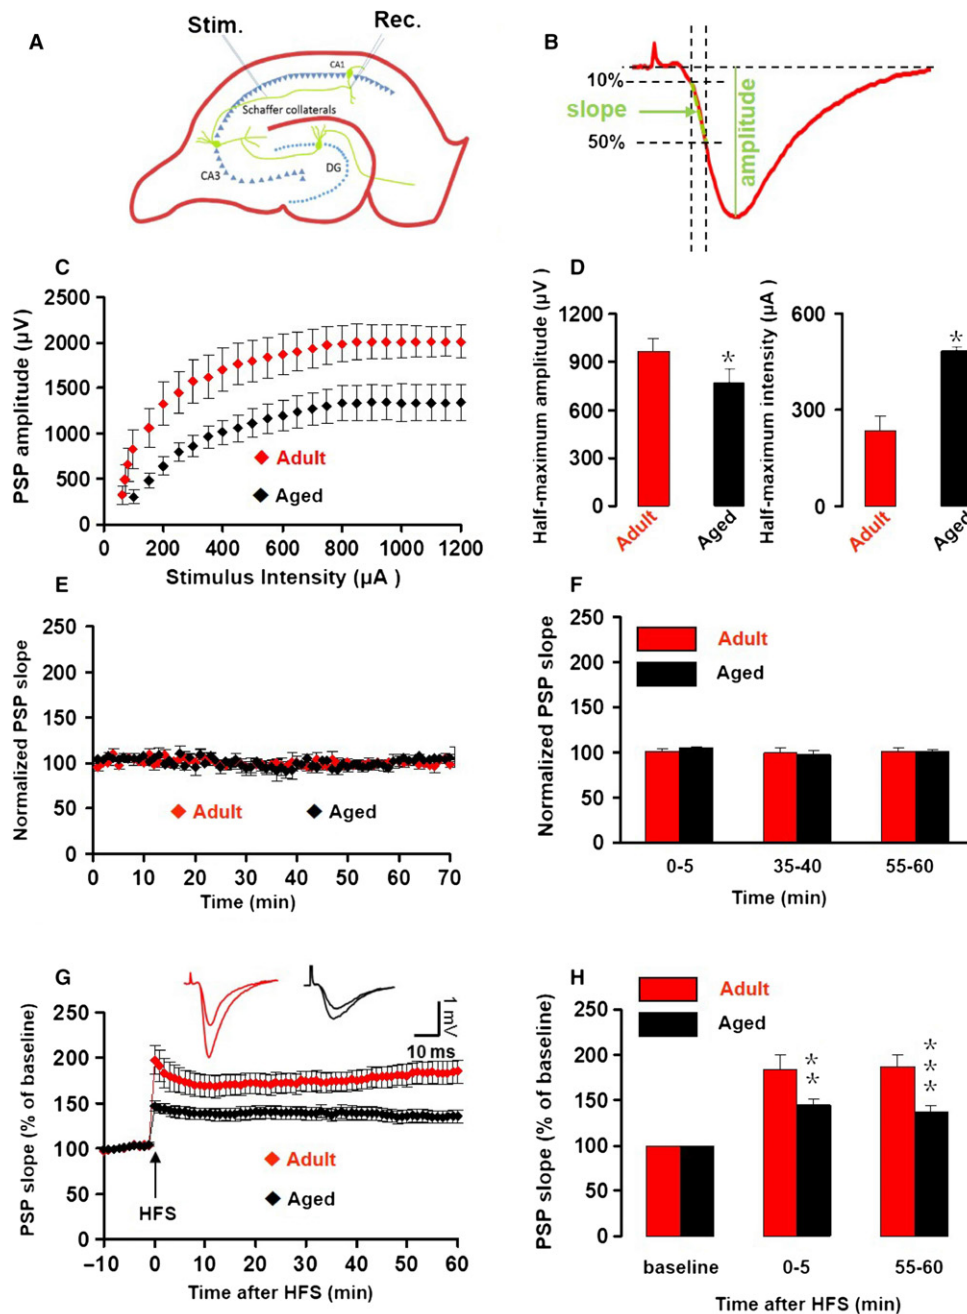 A
Stim.
Rec.
CA1
Schaffer collaterals
CA3
DG
B
10%
slope
50%
amplitude
C
PSP amplitude (µV)
2500
2000
1500
1000
500
0
Adult
Aged
200 400 600 800 1000 1200
Stimulus Intensity (µA )
D
Half-maximum amplitude (µV )
1200
900
600
300
0
*
Adult
Aged
Half-maximum intensity (µA)
600
300
0
*
Adult
Aged
E
Normalized PSP slope
250
200
150
100
50
0
Adult
Aged
0 10 20 30 40 50 60 70
Time (min)
F
Normalized PSP slope
250
200
150
100
50
0
Adult
Aged
0-5 35-40 55-60
Time (min)
G
PSP slope (% of baseline)
250
200
150
100
50
0
1 mV
10 ms
Adult
Aged
HFS
−10 0 10 20 30 40 50 60
Time after HFS (min)
H
PSP slope (% of baseline)
250
200
150
100
50
0
Adult
Aged
**
***
baseline 0-5 55-60
Time after HFS (min)